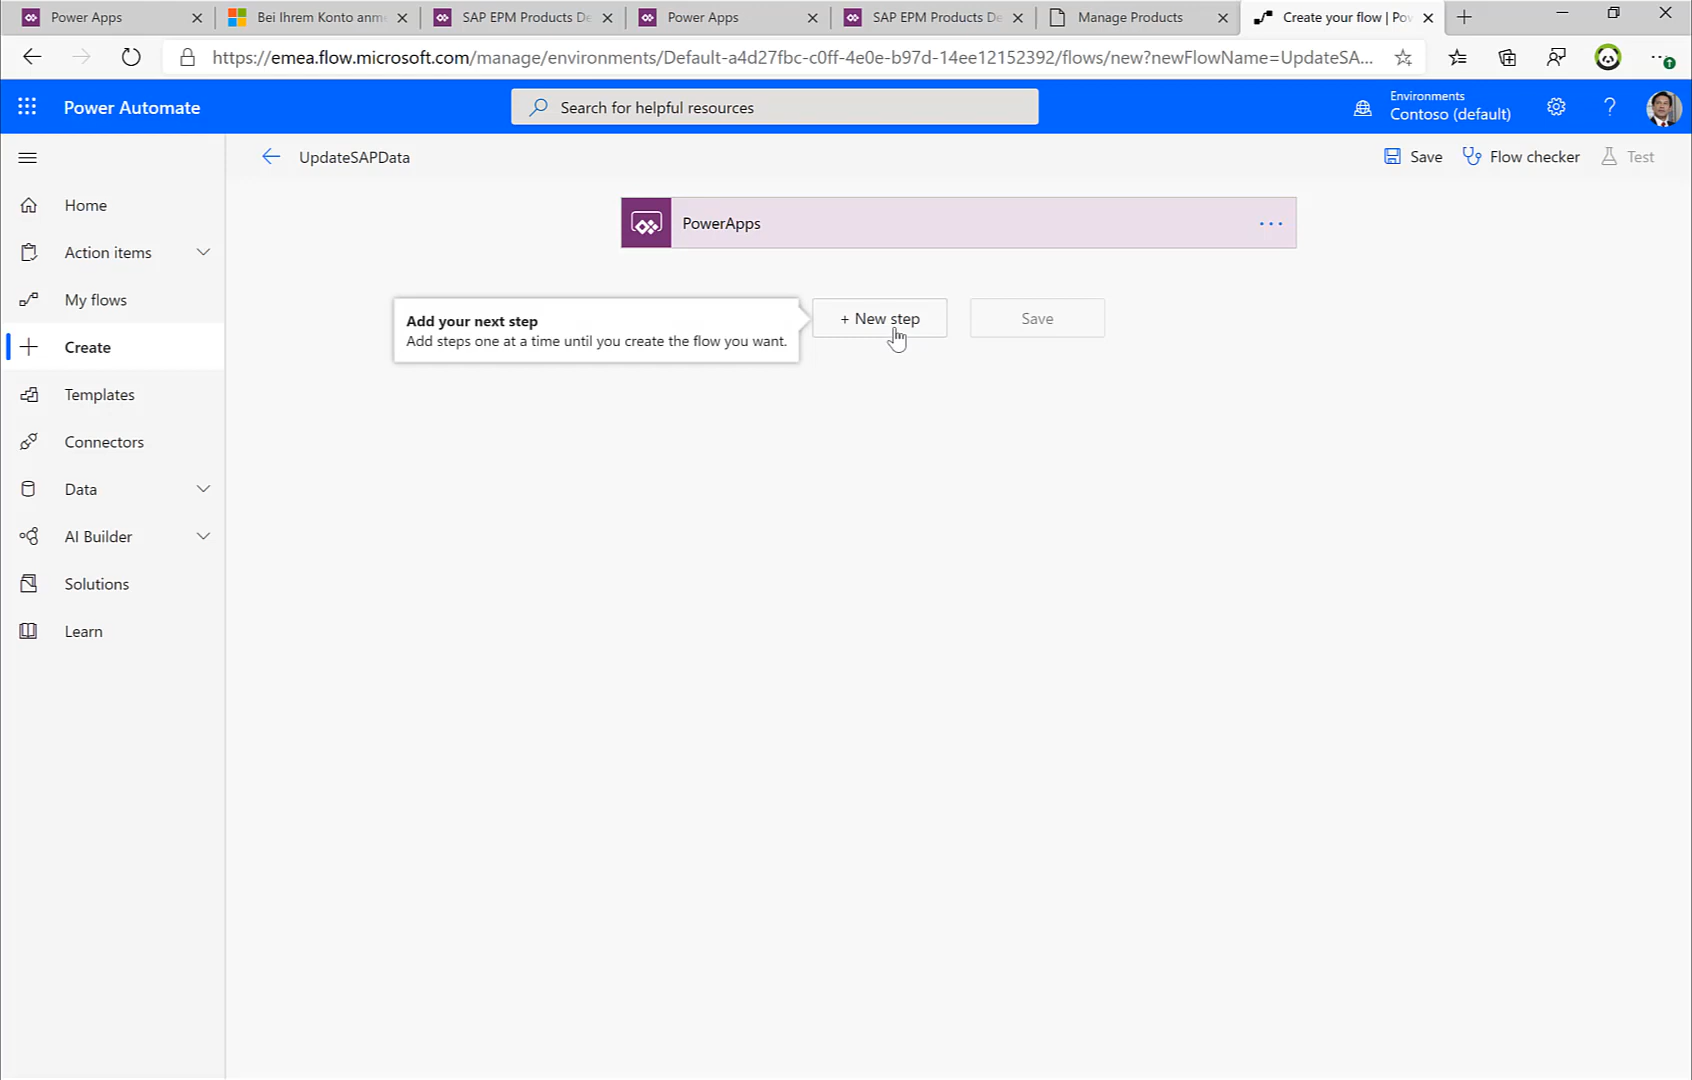 Power Apps
Bei Ihrem Konto anm
SAP EPM Products De
Power Apps
SAP EPM Products De
Manage Products
Create your flow | Po
https://emea.flow.microsoft.com/manage/environments/Default-a4d27fbc-c0ff-4e0e-b97d-14ee12152392/flows/new?newFlowName=UpdateSA...
Power Automate
Search for helpful resources
Environments
Contoso (default)
?
UpdateSAPData
Save
Flow checker
Test
Home
Action items
My flows
Create
Templates
Connectors
Data
AI Builder
Solutions
Learn
PowerApps
Add your next step
Add steps one at a time until you create the flow you want.
+ New step
Save